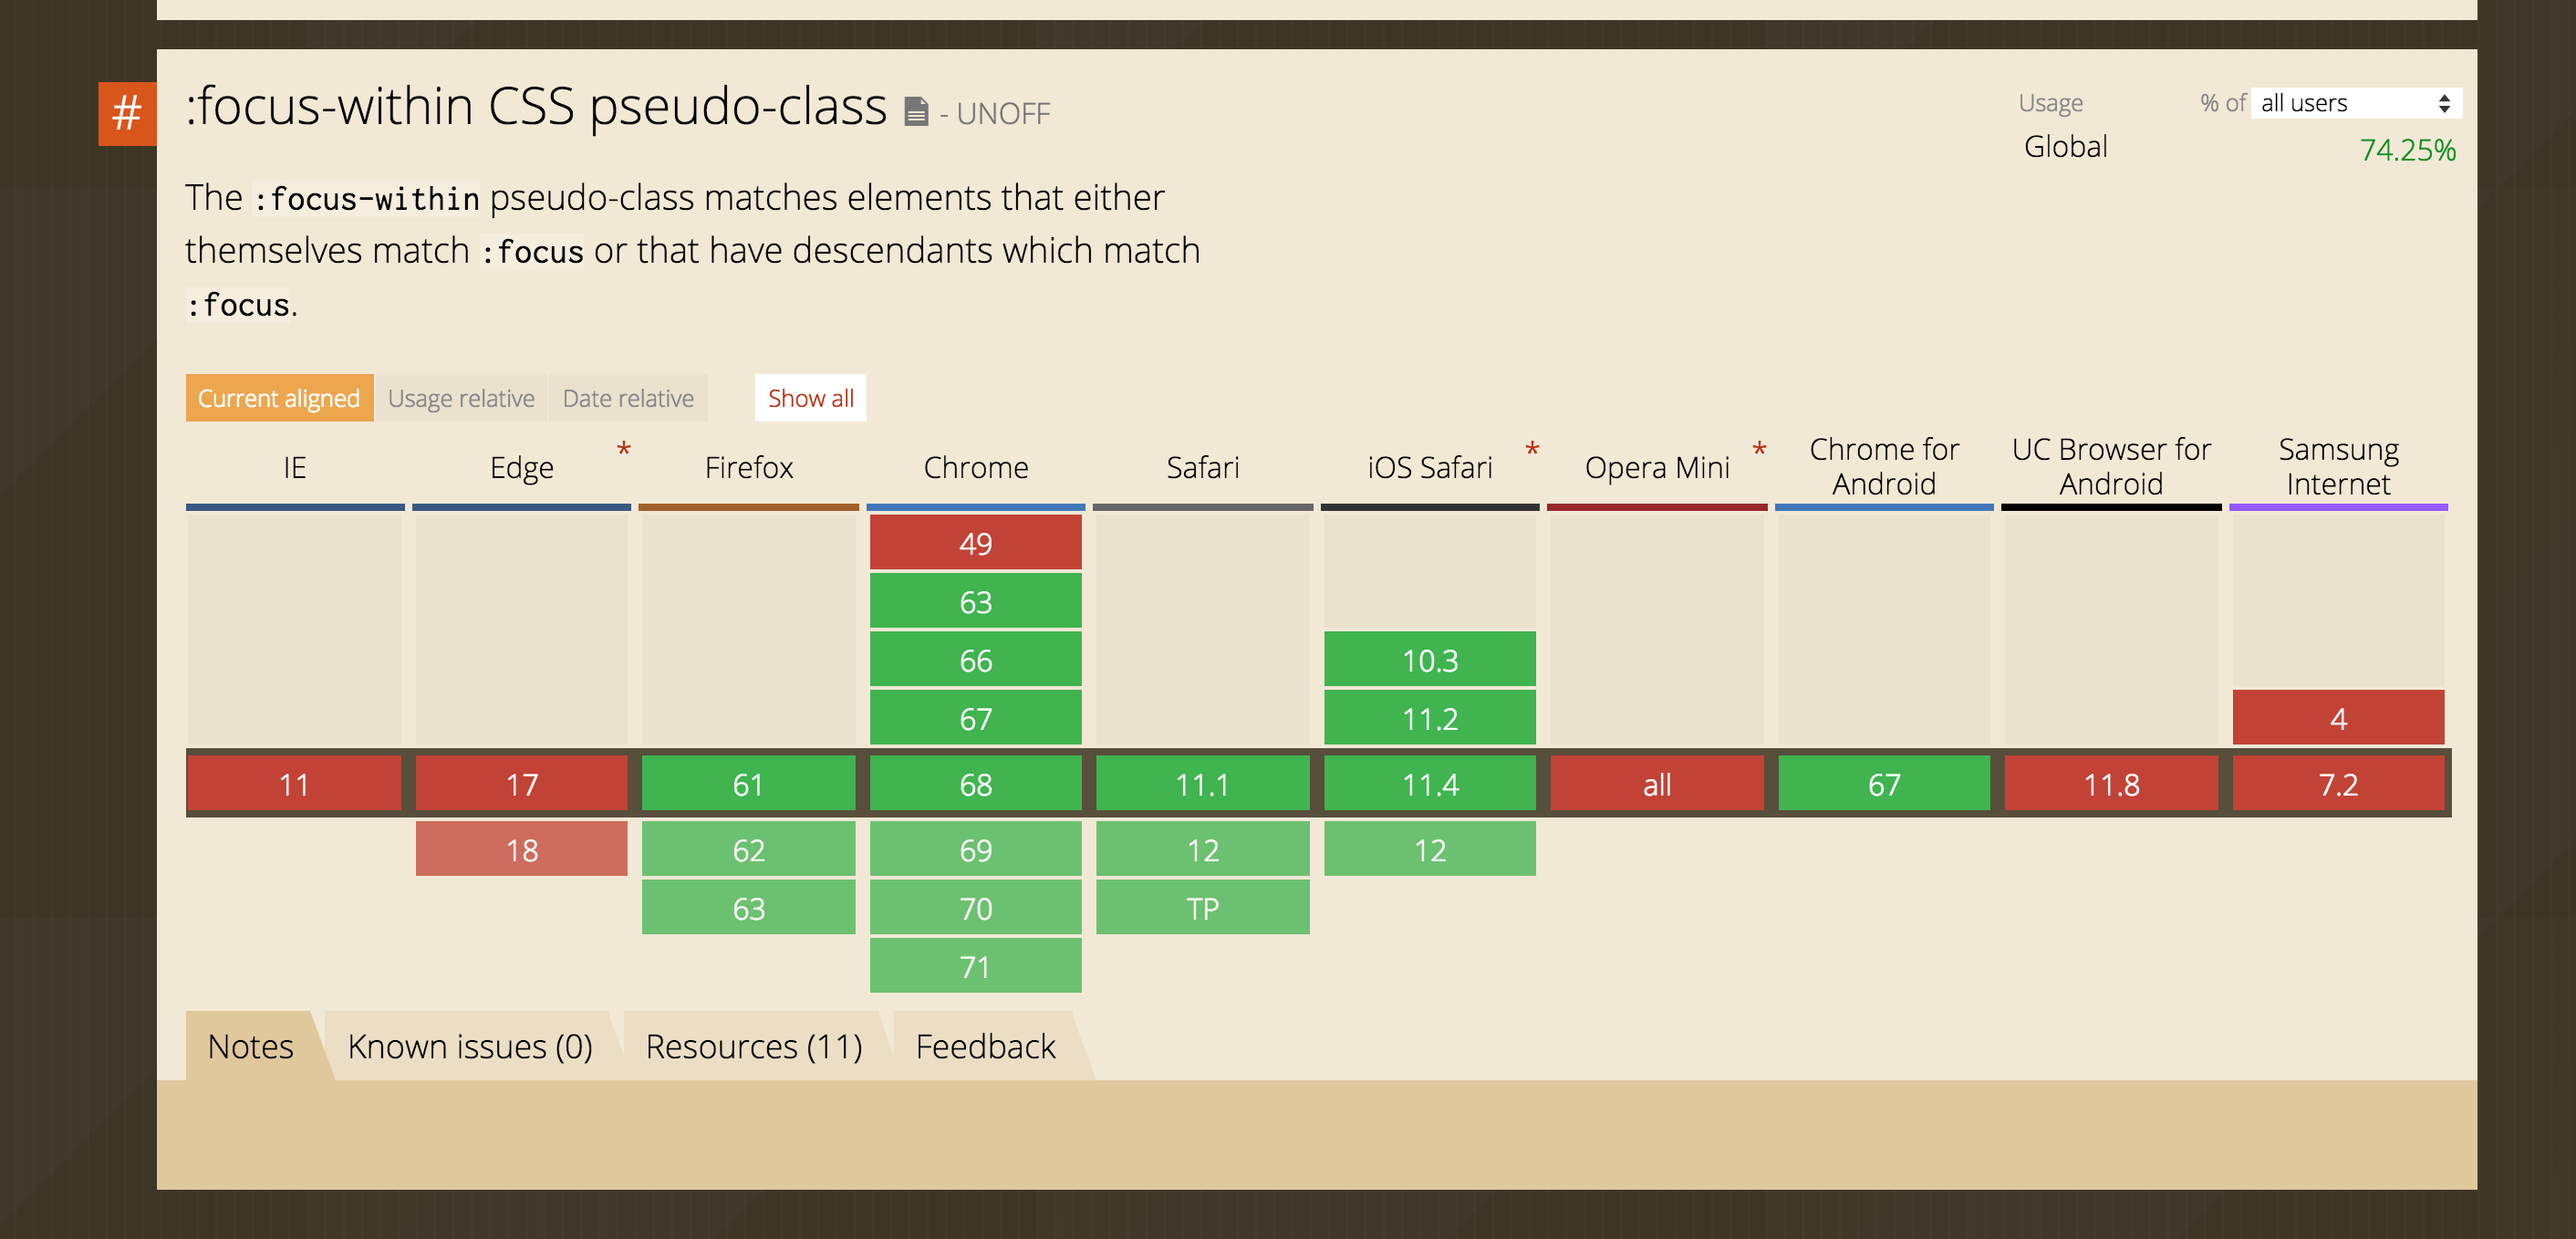 #
:focus-within CSS pseudo-class - UNOFF
Usage % of all users
Global 74.25%
The :focus-within pseudo-class matches elements that either
themselves match :focus or that have descendants which match
:focus.
Current aligned Usage relative Date relative Show all
IE Edge * Firefox Chrome Safari iOS Safari * Opera Mini * Chrome for Android UC Browser for Android Samsung Internet
49
63
66 10.3
67 11.2 4
11 17 61 68 11.1 11.4 all 67 11.8 7.2
18 62 69 12 12
63 70 TP
71
Notes Known issues (0) Resources (11) Feedback